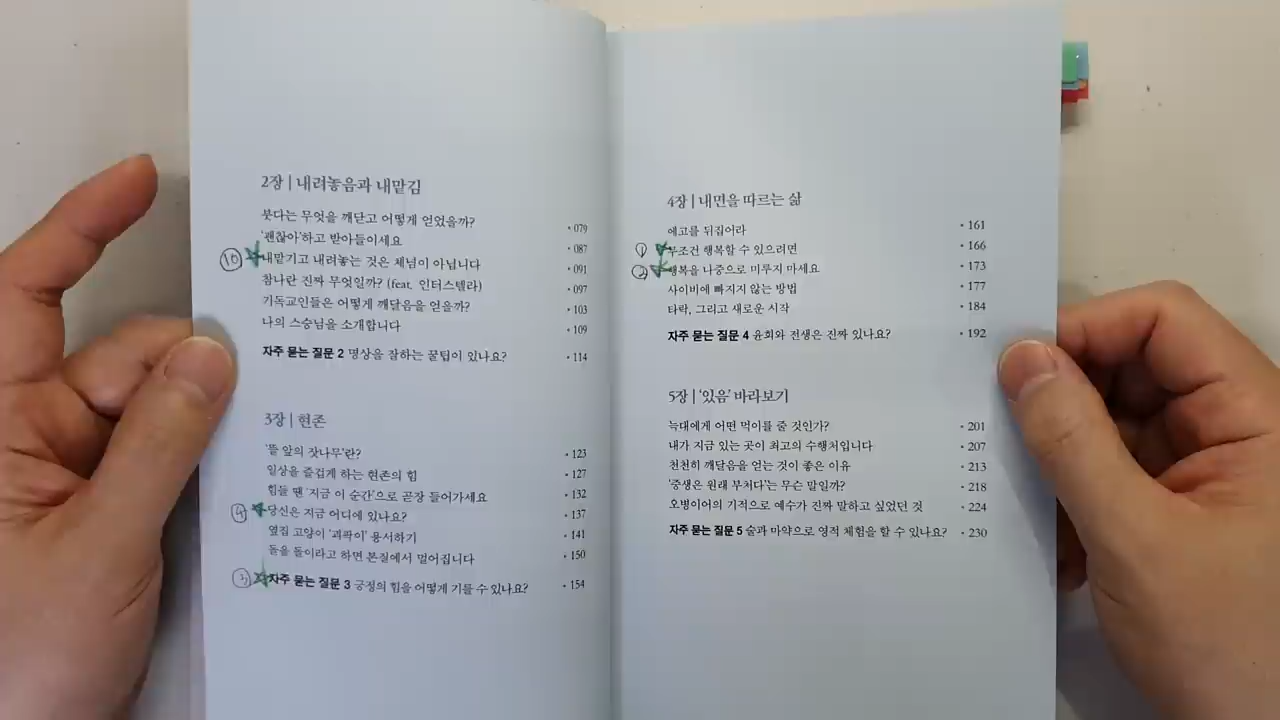 2장 | 내려놓음과 내맡김
붓다는 무엇을 깨닫고 어떻게 얻었을까? • 079
'괜찮아'하고 받아들이세요 • 087
⑩ 내맡기고 내려놓는 것은 체념이 아닙니다 • 091
참나란 진짜 무엇일까? (feat. 인터스텔라) • 097
기독교인들은 어떻게 깨달음을 얻을까? • 103
나의 스승님을 소개합니다 • 109
자주 묻는 질문 2 명상을 잘하는 꿀팁이 있나요? • 114
3장 | 현존
'뜰 앞의 잣나무'란? • 123
일상을 즐겁게 하는 현존의 힘 • 127
힘들 땐 '지금 이 순간'으로 곧장 들어가세요 • 132
④ 당신은 지금 어디에 있나요? • 137
옆집 고양이 '괴팍이' 용서하기 • 141
돌을 돌이라고 하면 본질에서 멀어집니다 • 150
③ 자주 묻는 질문 3 긍정의 힘을 어떻게 기를 수 있나요? • 154
4장 | 내면을 따르는 삶
에고를 뒤집어라 • 161
① 무조건 행복할 수 있으려면 • 166
② 행복을 나중으로 미루지 마세요 • 173
사이비에 빠지지 않는 방법 • 177
타락, 그리고 새로운 시작 • 184
자주 묻는 질문 4 윤회와 전생은 진짜 있나요? • 192
5장 | '있음' 바라보기
늑대에게 어떤 먹이를 줄 것인가? • 201
내가 지금 있는 곳이 최고의 수행처입니다 • 207
천천히 깨달음을 얻는 것이 좋은 이유 • 213
'중생은 원래 부처다'는 무슨 말일까? • 218
오병이어의 기적으로 예수가 진짜 말하고 싶었던 것 • 224
자주 묻는 질문 5 술과 마약으로 영적 체험을 할 수 있나요? • 230